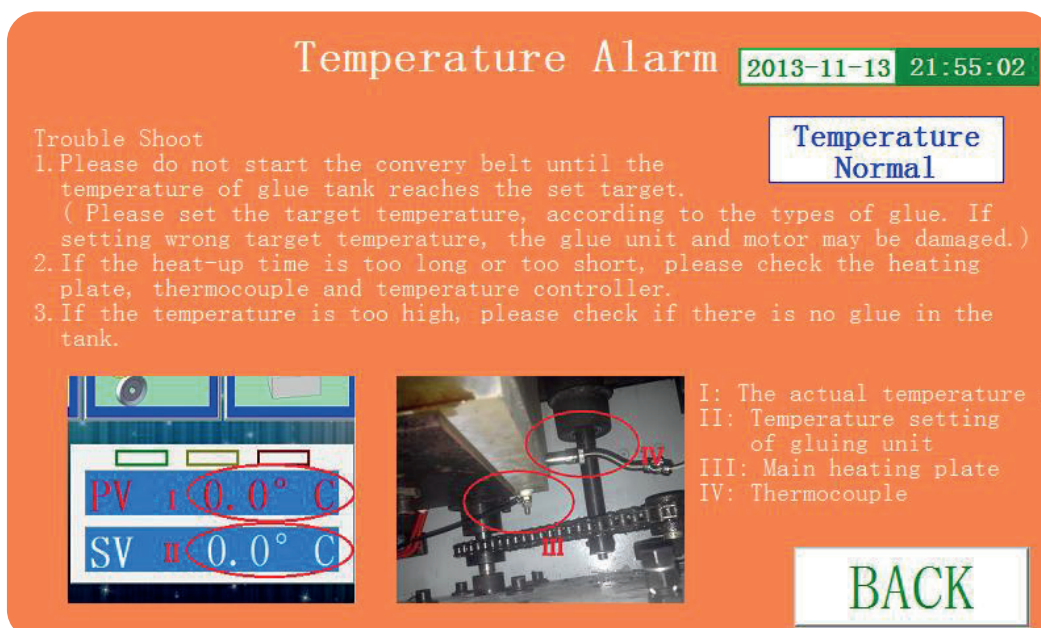 Temperature Alarm
2013-11-13 21:55:02
Temperature
Normal
Trouble Shoot
1.Please do not start the convery belt until the
temperature of glue tank reaches the set target.
( Please set the target temperature, according to the types of glue. If
setting wrong target temperature, the glue unit and motor may be damaged.)
2.If the heat-up time is too long or too short, please check the heating
plate, thermocouple and temperature controller.
3.If the temperature is too high, please check if there is no glue in the
tank.
PV I 0.0° C
SV II 0.0° C
IV
III
I: The actual temperature
II: Temperature setting
of gluing unit
III: Main heating plate
IV: Thermocouple
BACK